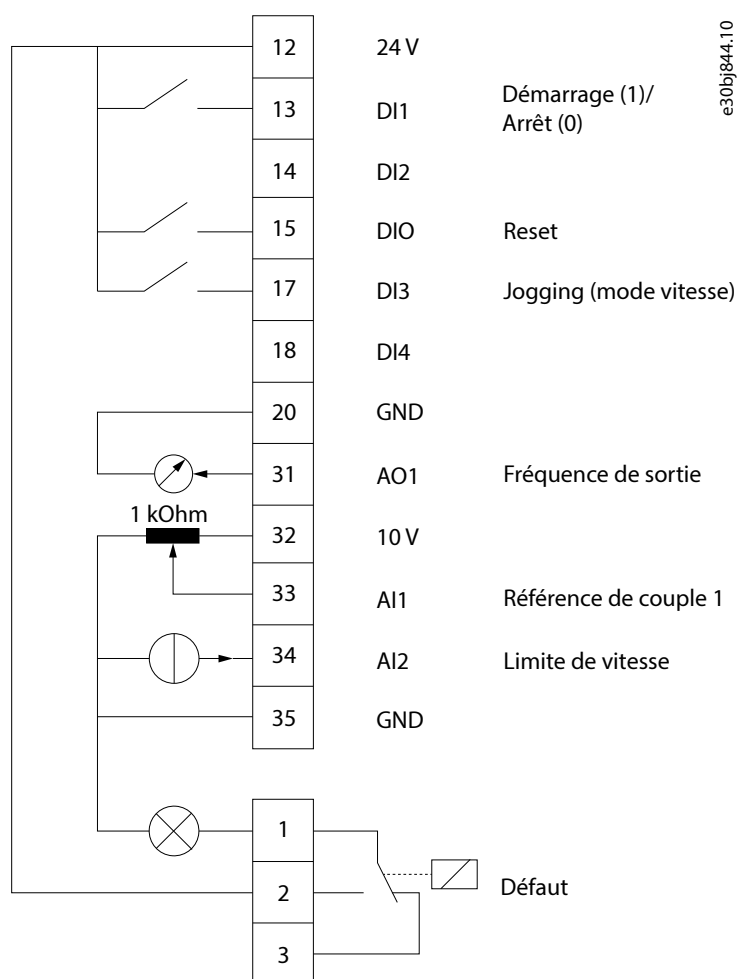 e30bj844.10
12 24 V
13 DI1 Démarrage (1)/
Arrêt (0)
14 DI2
15 DIO Reset
17 DI3 Jogging (mode vitesse)
18 DI4
20 GND
31 AO1 Fréquence de sortie
1 kOhm
32 10 V
33 AI1 Référence de couple 1
34 AI2 Limite de vitesse
35 GND
1
2 Défaut
3